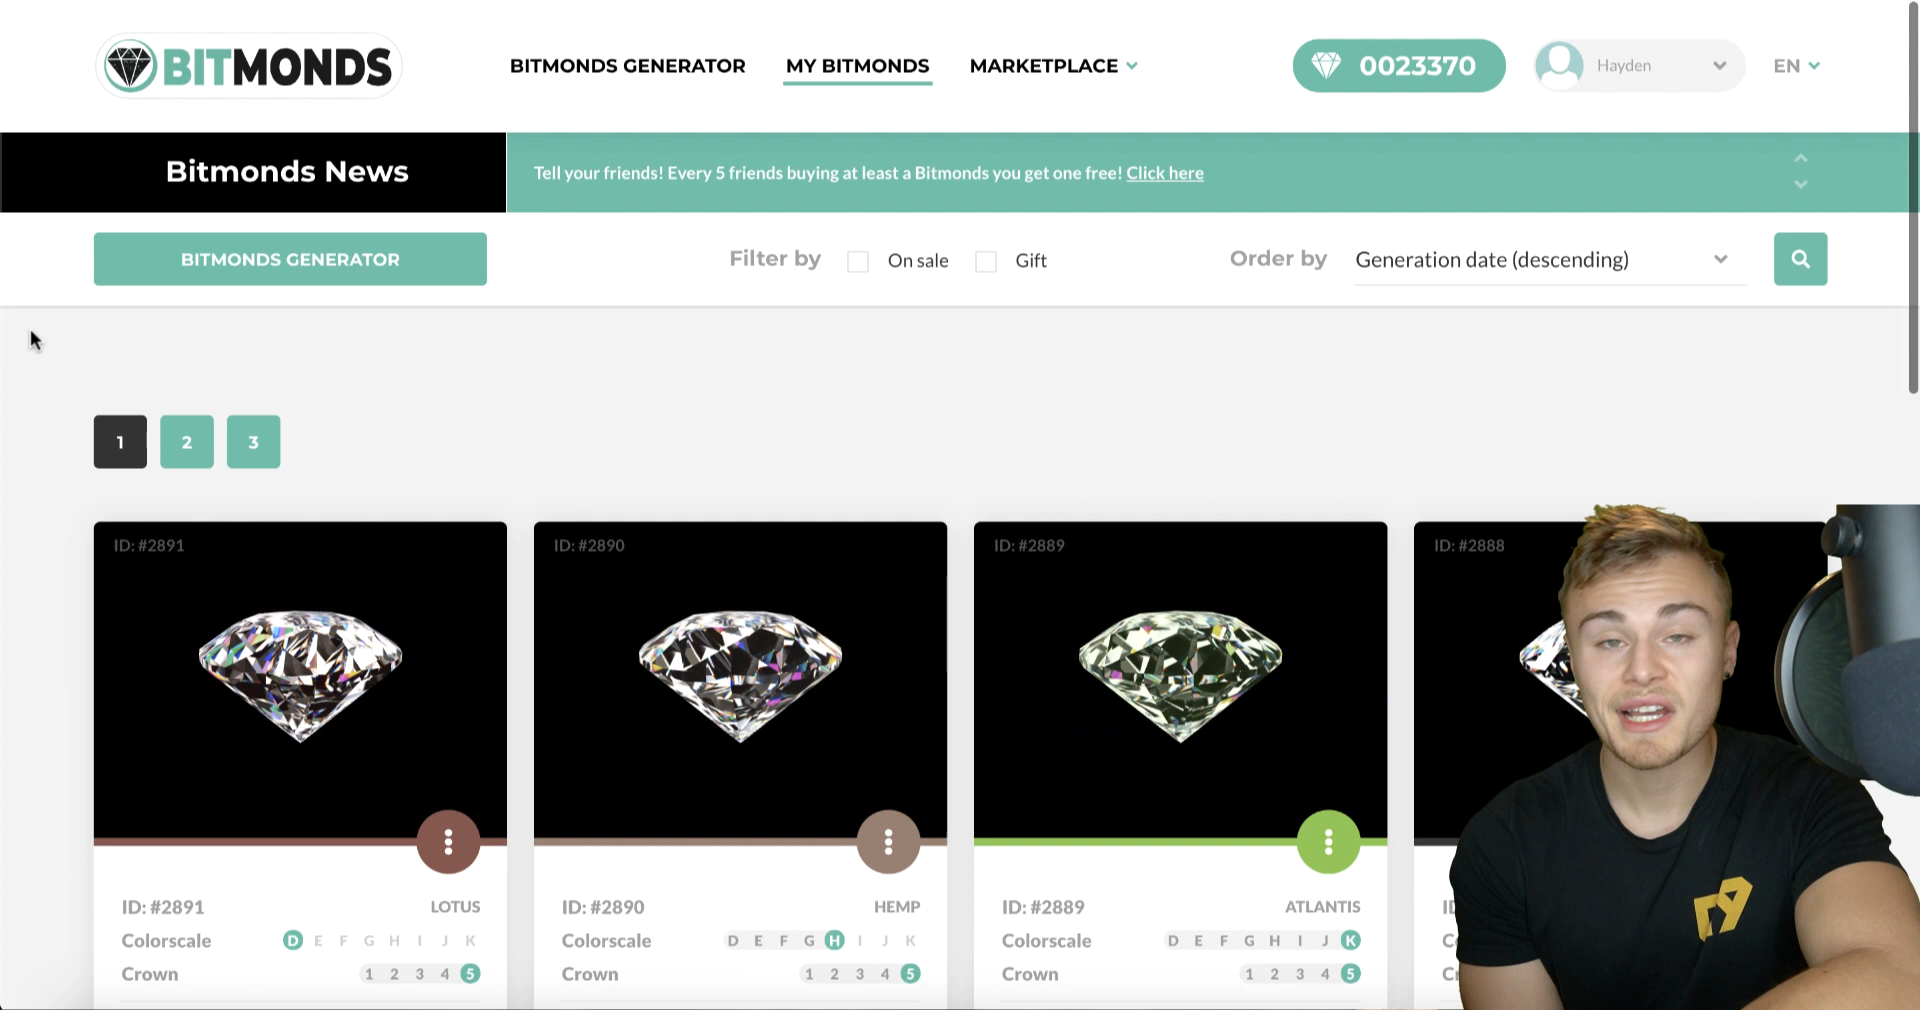 BITMONDS
BITMONDS GENERATOR
MY BITMONDS
MARKETPLACE
0023370
Hayden
EN
Bitmonds News
Tell your friends! Every 5 friends buying at least a Bitmonds you get one free! Click here
BITMONDS GENERATOR
Filter by
On sale
Gift
Order by
Generation date (descending)
1 2 3
ID: #2891
ID: #2890
ID: #2889
ID: #2888
ID: #2891 LOTUS
Colorscale D E F G H I J K
Crown 1 2 3 4 5
ID: #2890 HEMP
Colorscale D E F G H I J K
Crown 1 2 3 4 5
ID: #2889 ATLANTIS
Colorscale D E F G H I J K
Crown 1 2 3 4 5